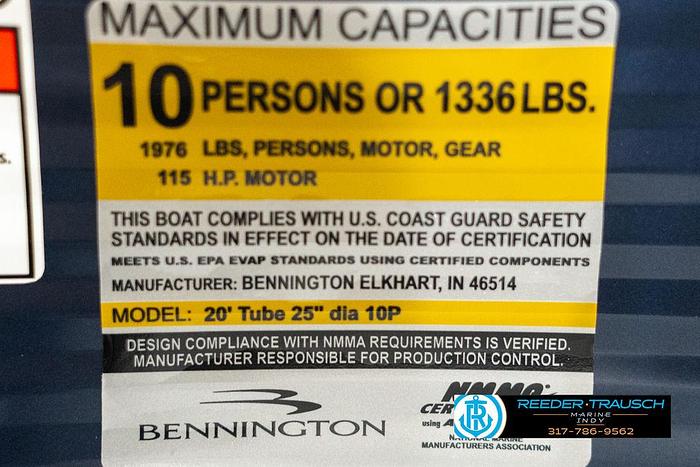 MAXIMUM CAPACITIES
10 PERSONS OR 1336 LBS.
1976 LBS, PERSONS, MOTOR, GEAR
115 H.P. MOTOR
THIS BOAT COMPLIES WITH U.S. COAST GUARD SAFETY
STANDARDS IN EFFECT ON THE DATE OF CERTIFICATION
MEETS U.S. EPA EVAP STANDARDS USING CERTIFIED COMPONENTS
MANUFACTURER: BENNINGTON ELKHART, IN 46514
MODEL: 20' Tube 25" dia 10P
DESIGN COMPLIANCE WITH NMMA REQUIREMENTS IS VERIFIED.
MANUFACTURER RESPONSIBLE FOR PRODUCTION CONTROL.
BENNINGTON
NMMA
using
MARINE
MANUFACTURERS ASSOCIATION
REEDER·TRAUSCH
MARINE
INDY
317-786-9562
s.